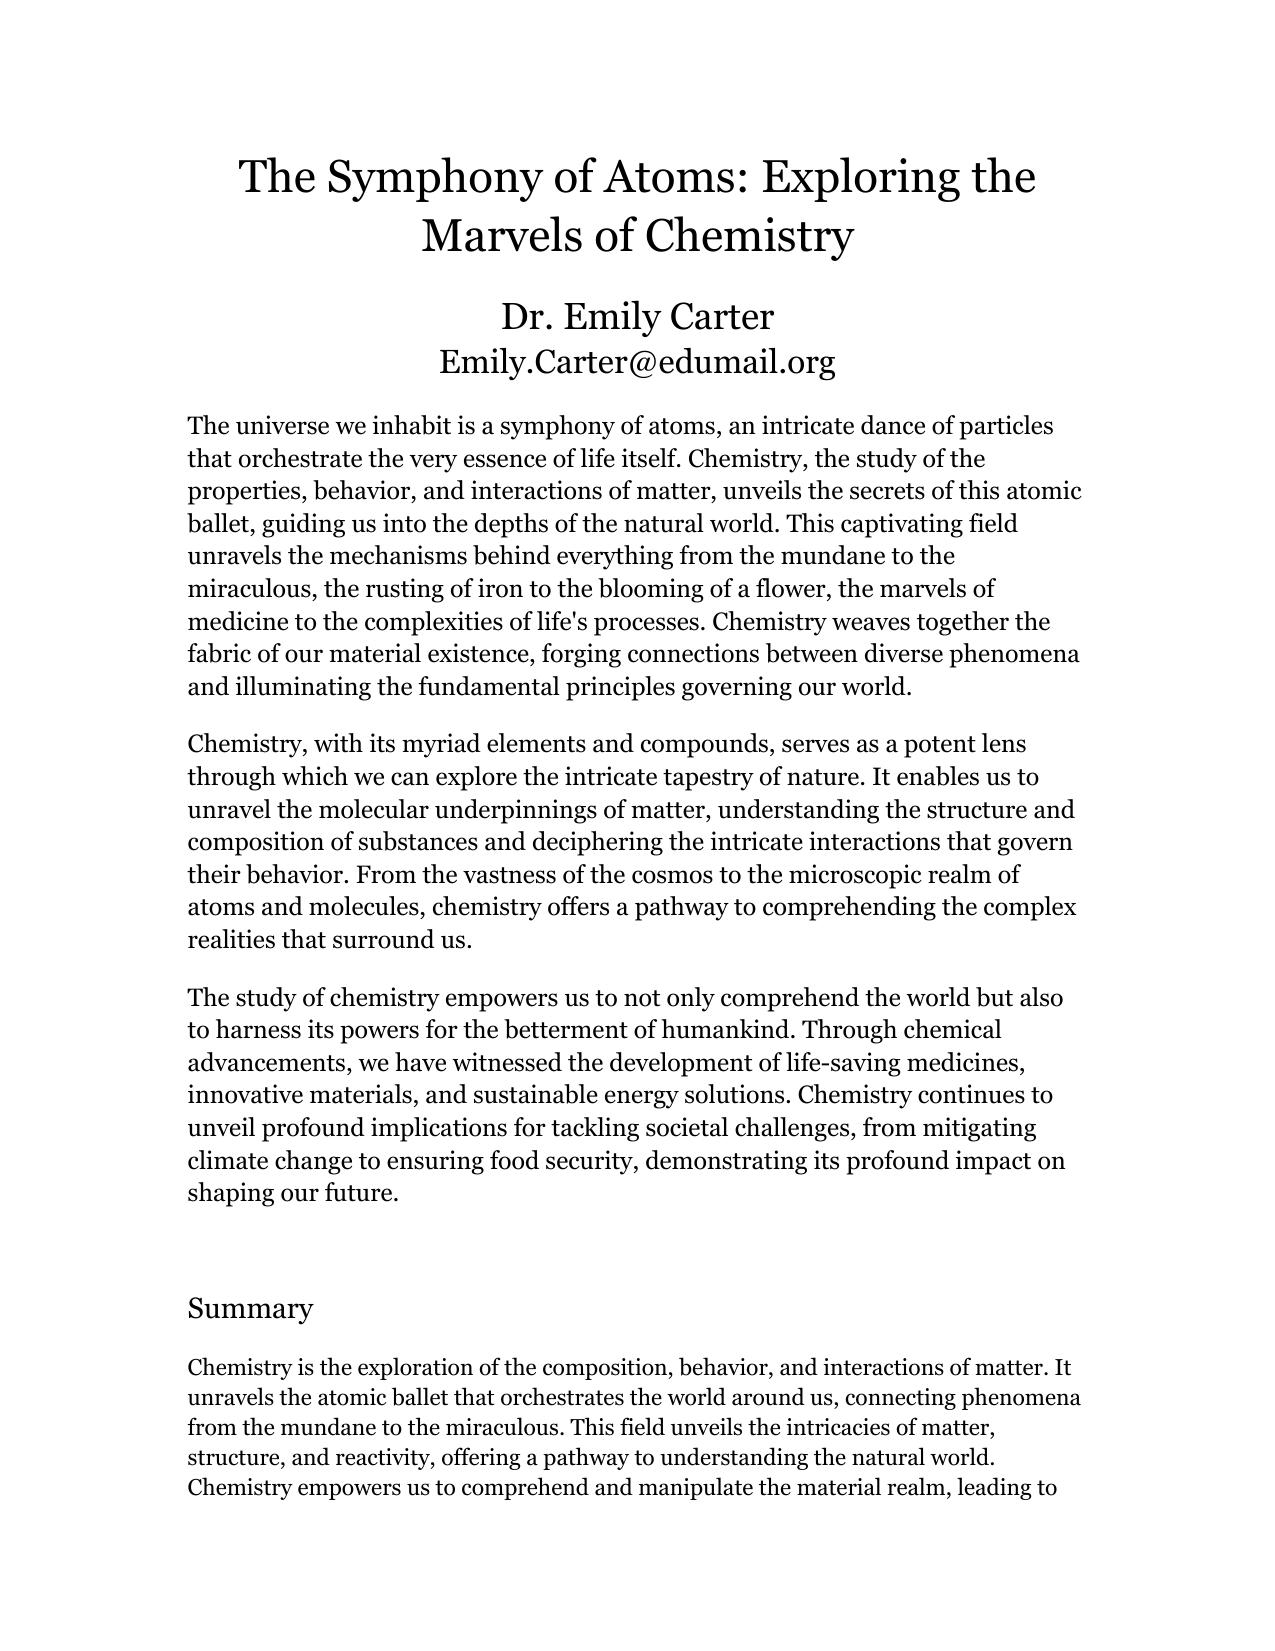 The Symphony of Atoms: Exploring the
Marvels of Chemistry
Dr. Emily Carter
Emily.Carter@edumail.org
The universe we inhabit is a symphony of atoms, an intricate dance of particles
that orchestrate the very essence of life itself. Chemistry, the study of the
properties, behavior, and interactions of matter, unveils the secrets of this atomic
ballet, guiding us into the depths of the natural world. This captivating field
unravels the mechanisms behind everything from the mundane to the
miraculous, the rusting of iron to the blooming of a flower, the marvels of
medicine to the complexities of life's processes. Chemistry weaves together the
fabric of our material existence, forging connections between diverse phenomena
and illuminating the fundamental principles governing our world.
Chemistry, with its myriad elements and compounds, serves as a potent lens
through which we can explore the intricate tapestry of nature. It enables us to
unravel the molecular underpinnings of matter, understanding the structure and
composition of substances and deciphering the intricate interactions that govern
their behavior. From the vastness of the cosmos to the microscopic realm of
atoms and molecules, chemistry offers a pathway to comprehending the complex
realities that surround us.
The study of chemistry empowers us to not only comprehend the world but also
to harness its powers for the betterment of humankind. Through chemical
advancements, we have witnessed the development of life-saving medicines,
innovative materials, and sustainable energy solutions. Chemistry continues to
unveil profound implications for tackling societal challenges, from mitigating
climate change to ensuring food security, demonstrating its profound impact on
shaping our future.
Summary
Chemistry is the exploration of the composition, behavior, and interactions of matter. It
unravels the atomic ballet that orchestrates the world around us, connecting phenomena
from the mundane to the miraculous. This field unveils the intricacies of matter,
structure, and reactivity, offering a pathway to understanding the natural world.
Chemistry empowers us to comprehend and manipulate the material realm, leading to